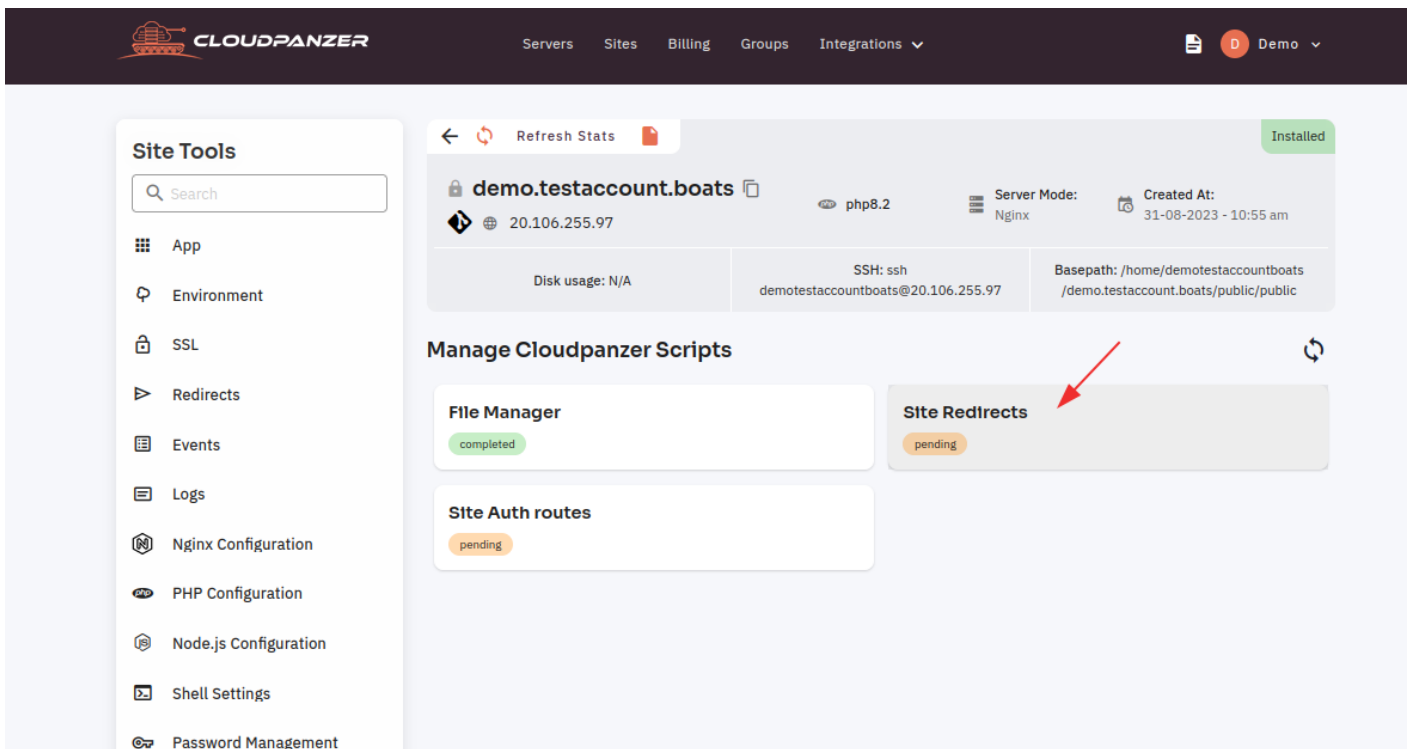 CLOUDPANZER
Servers Sites Billing Groups Integrations
D Demo
Site Tools
Search
App
Environment
SSL
Redirects
Events
Logs
Nginx Configuration
php PHP Configuration
JS Node.js Configuration
Shell Settings
Password Management
Refresh Stats
Installed
demo.testaccount.boats
20.106.255.97
php php8.2
Server Mode:
Nginx
Created At:
31-08-2023 - 10:55 am
Disk usage: N/A
SSH: ssh
demotestaccountboats@20.106.255.97
Basepath: /home/demotestaccountboats
/demo.testaccount.boats/public/public
Manage Cloudpanzer Scripts
File Manager
completed
Site Redirects
pending
Site Auth routes
pending